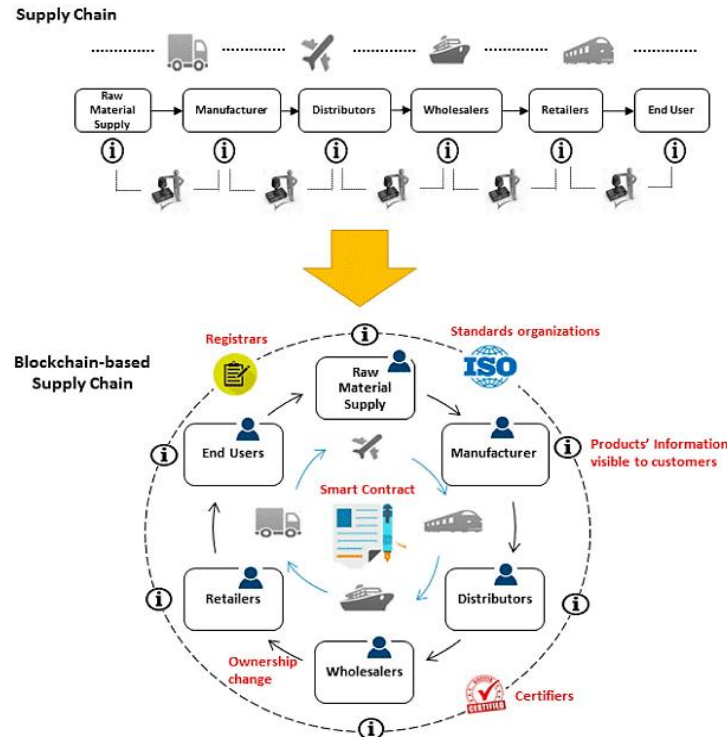 Supply Chain
Raw
Material
Supply
Manufacturer
Distributors
Wholesalers
Retailers
End User
i
i
i
i
i
i
Registrars
i
Standards organizations
Blockchain-based
Supply Chain
ISO
Raw
Material
Supply
i
End Users
Manufacturer
i
Products' Information
visible to customers
Smart Contract
i
Retailers
Distributors
i
Ownership
change
Wholesalers
CERTIFIED
Certifiers
i